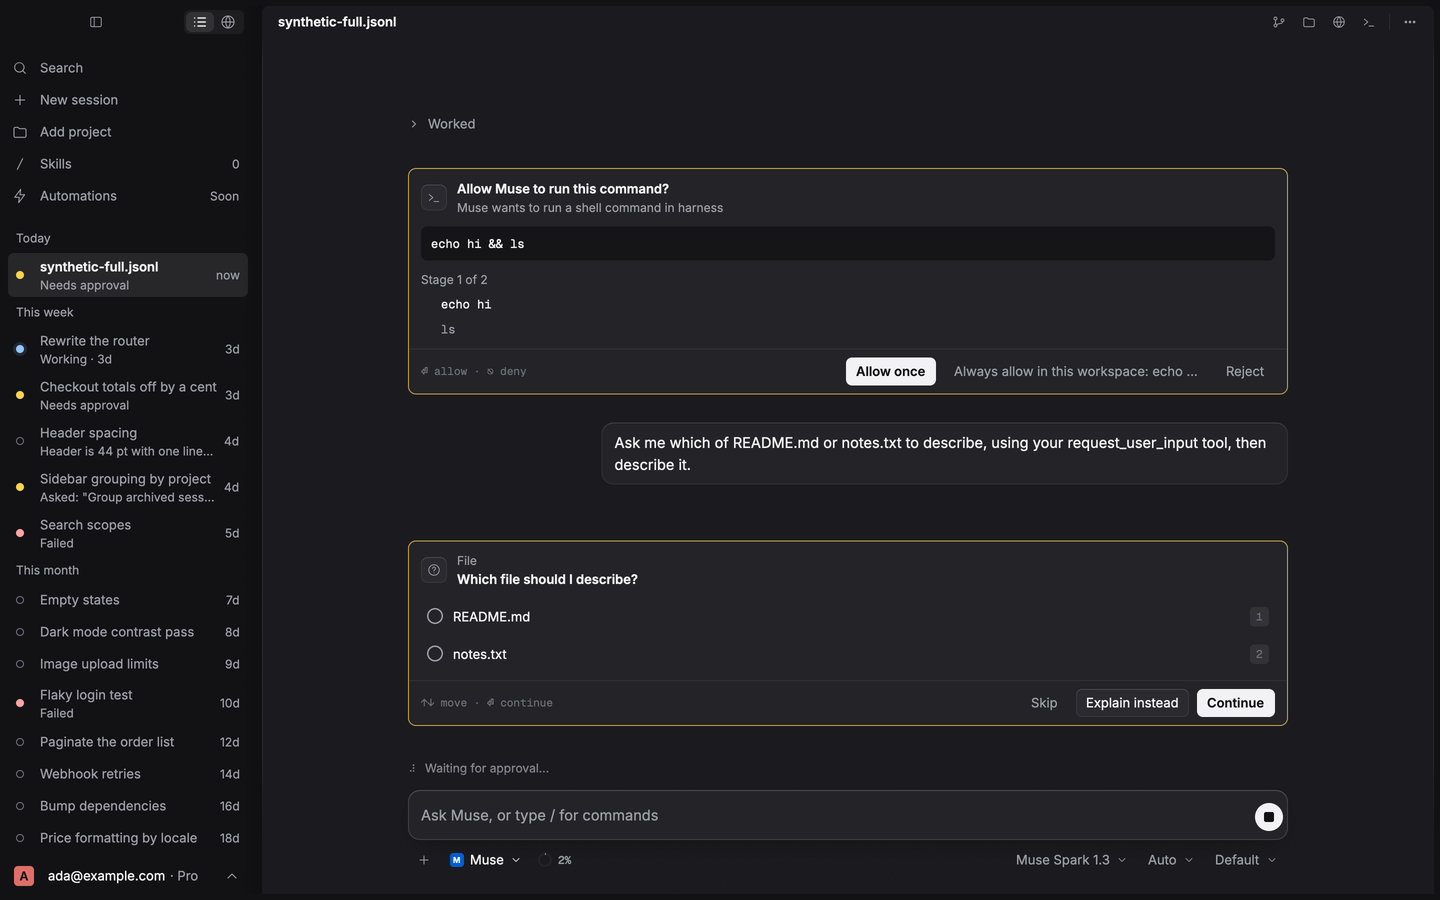 synthetic-full.jsonl
Search
New session
Add project
Skills 0
Automations Soon
Today
synthetic-full.jsonl now
Needs approval
This week
Rewrite the router 3d
Working · 3d
Checkout totals off by a cent 3d
Needs approval
Header spacing 4d
Header is 44 pt with one line...
Sidebar grouping by project 4d
Asked: "Group archived sess...
Search scopes 5d
Failed
This month
Empty states 7d
Dark mode contrast pass 8d
Image upload limits 9d
Flaky login test 10d
Failed
Paginate the order list 12d
Webhook retries 14d
Bump dependencies 16d
Price formatting by locale 18d
A ada@example.com · Pro
Worked
Allow Muse to run this command?
Muse wants to run a shell command in harness
echo hi && ls
Stage 1 of 2
echo hi
ls
⏎ allow · ⎋ deny
Allow once
Always allow in this workspace: echo ...
Reject
Ask me which of README.md or notes.txt to describe, using your request_user_input tool, then
describe it.
File
Which file should I describe?
README.md 1
notes.txt 2
↑↓ move · ⏎ continue
Skip
Explain instead
Continue
Waiting for approval...
Ask Muse, or type / for commands
M Muse
2%
Muse Spark 1.3
Auto
Default